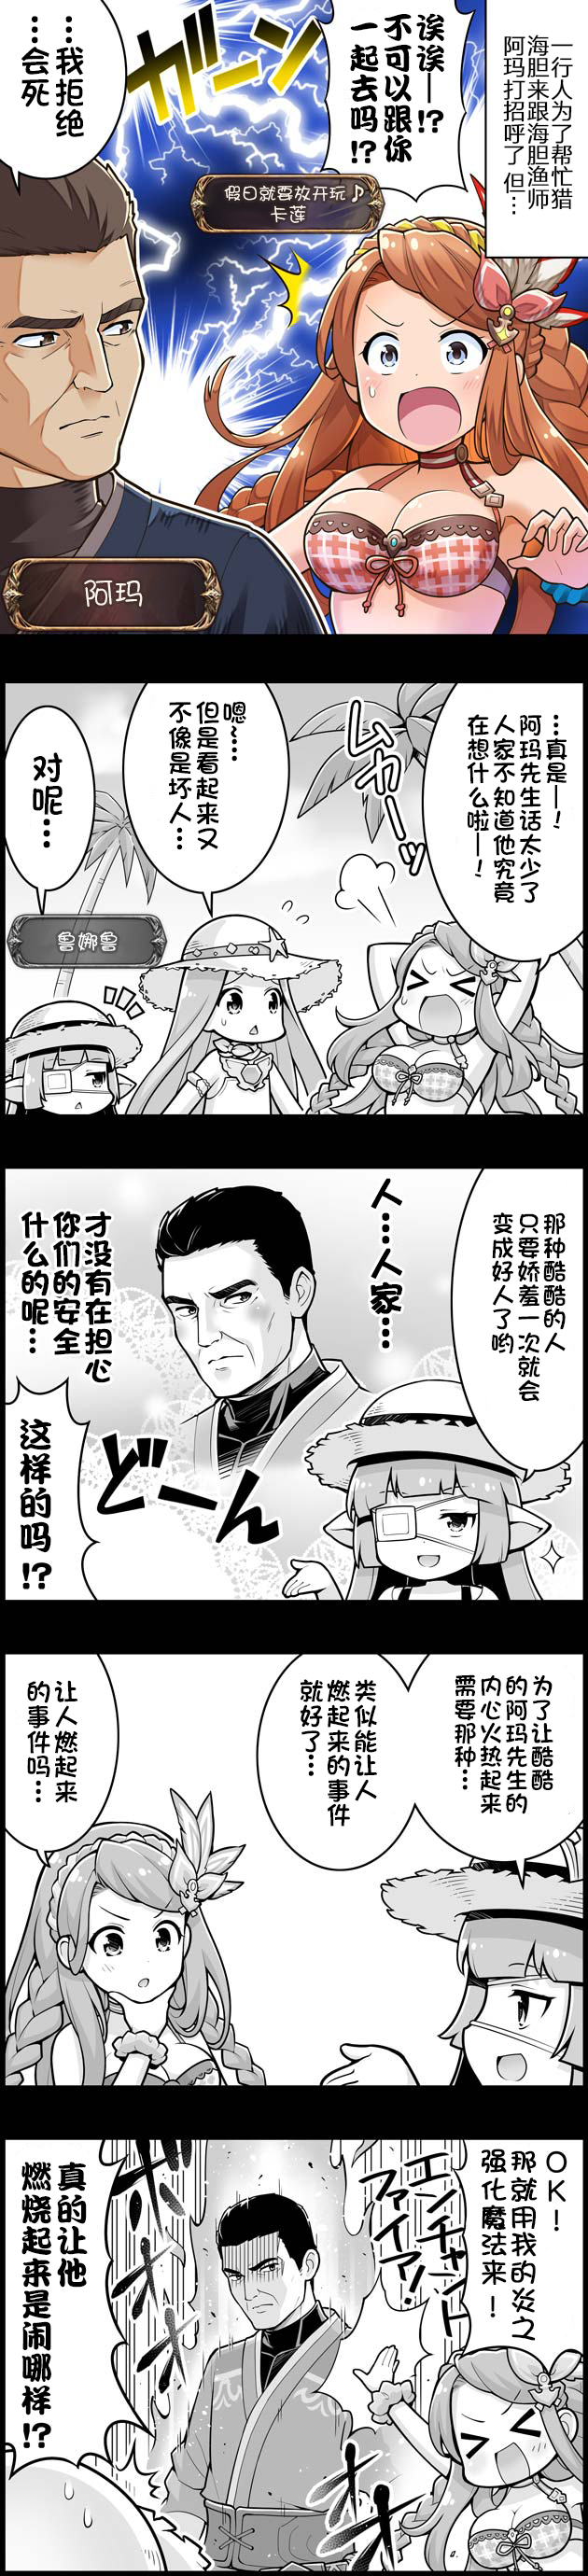 一行人为了帮忙猎
海胆来跟海胆渔师
阿玛打招呼了 但…
诶诶—!?
不可以跟你
一起去吗!?
ガーン
…我拒绝
…会死
假日就要放开玩♪
卡莲
阿玛
…真是—!
阿玛先生话太少了
人家不知道他究竟
在想什么啦—!
ムカーッ
嗯~…
但是看起来又
不像是坏人…
对呢…
鲁娜鲁
那种酷酷的人
只要娇羞一次就会
变成好人了哟
人…人家…
才没有在担心
你们的安全
什么的呢…
どーん
这样的吗!?
为了让酷酷
的阿玛先生的
内心火热起来
需要那种…
类似能让人
燃起来的事件
就好了…
让人燃起来
的事件吗…
OK!
那就用我的炎之
强化魔法来!
エンチャント
ファイア!
ボボボ
真的让他
燃烧起来是闹哪样!?